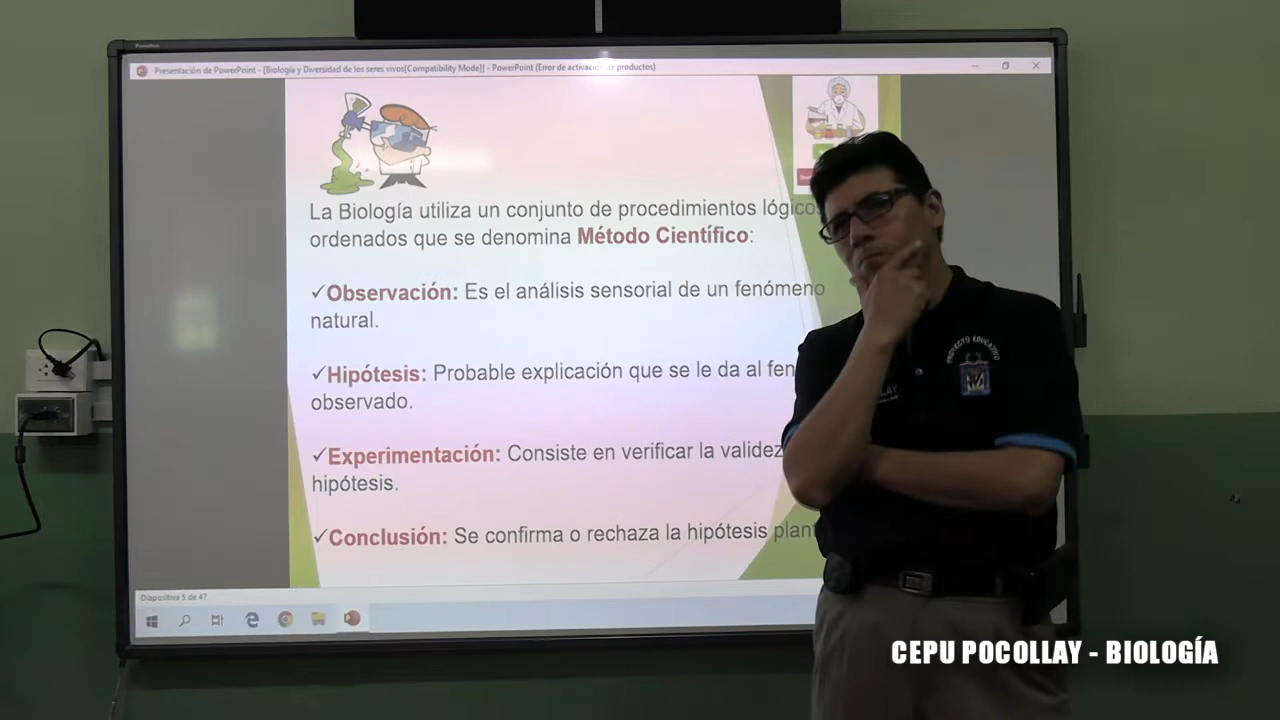 Presentación de PowerPoint - [Biología y Diversidad de los seres vivos[Compatibility Mode]] - PowerPoint (Error de activación de productos)
La Biología utiliza un conjunto de procedimientos lógicos
ordenados que se denomina Método Científico:
✓Observación: Es el análisis sensorial de un fenómeno
natural.
✓Hipótesis: Probable explicación que se le da al fen
observado.
✓Experimentación: Consiste en verificar la validez
hipótesis.
✓Conclusión: Se confirma o rechaza la hipótesis plant
Diapositiva 5 de 47
PROYECTO EDUCATIVO
CEPU POCOLLAY - BIOLOGÍA